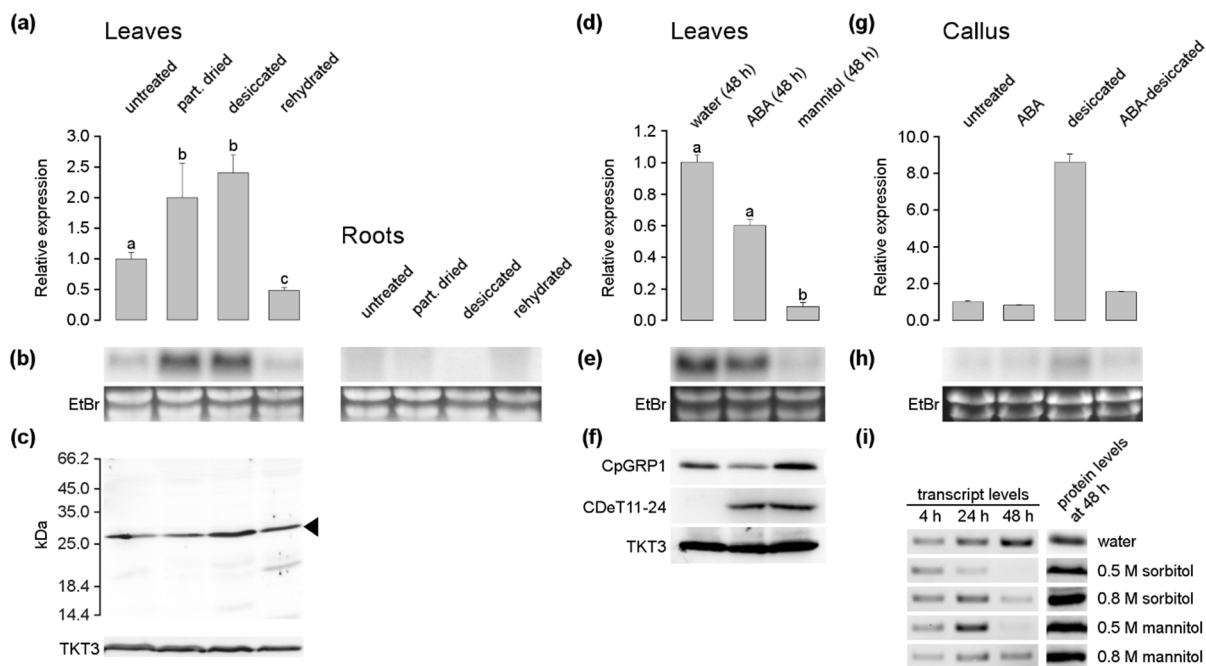 (a)
Leaves
untreated
part. dried
desiccated
rehydrated
Relative expression
3.0
2.5
2.0
1.5
1.0
0.5
0.0
a
b
b
c
Roots
untreated
part. dried
desiccated
rehydrated
(b)
EtBr
(c)
kDa
66.2
45.0
35.0
25.0
18.4
14.4
TKT3
(d)
Leaves
water (48 h)
ABA (48 h)
mannitol (48 h)
Relative expression
1.2
1.0
0.8
0.6
0.4
0.2
0.0
a
a
b
(e)
EtBr
(f)
CpGRP1
CDeT11-24
TKT3
(g)
Callus
untreated
ABA
desiccated
ABA-desiccated
Relative expression
10.0
8.0
6.0
4.0
2.0
0.0
(h)
EtBr
(i)
transcript levels
4 h 24 h 48 h
protein levels
at 48 h
water
0.5 M sorbitol
0.8 M sorbitol
0.5 M mannitol
0.8 M mannitol